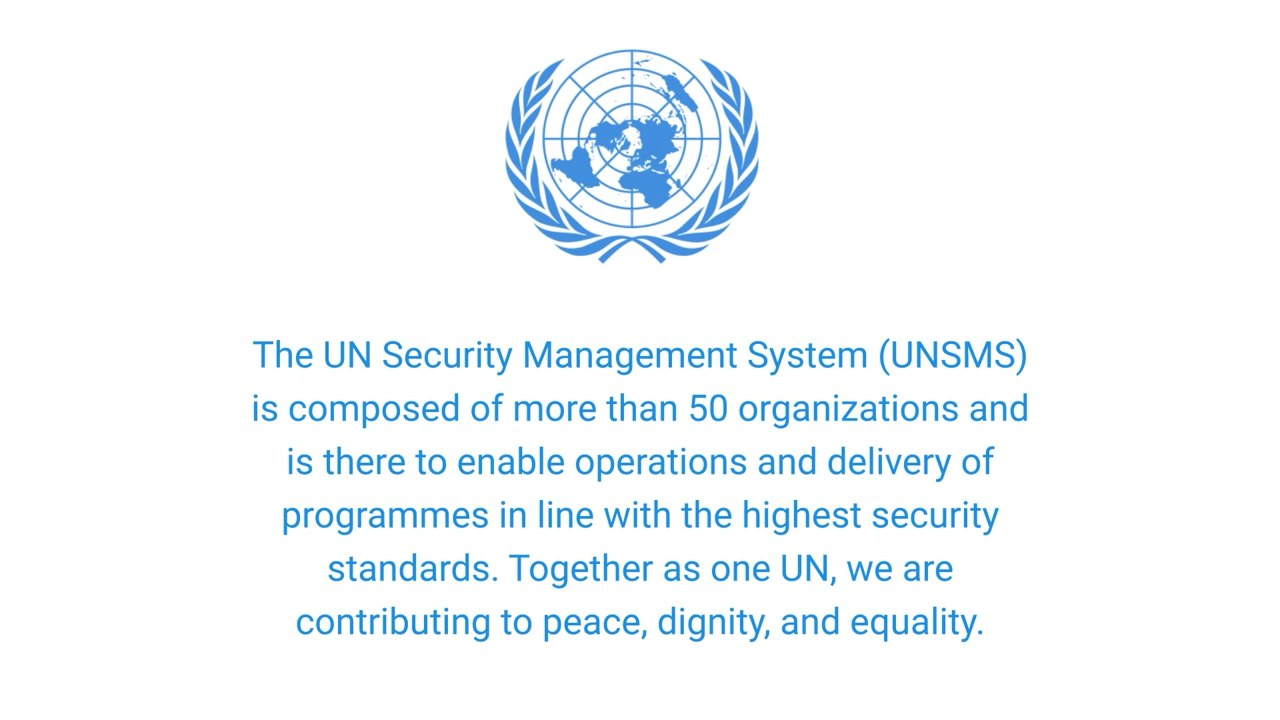 The UN Security Management System (UNSMS)
is composed of more than 50 organizations and
is there to enable operations and delivery of
programmes in line with the highest security
standards. Together as one UN, we are
contributing to peace, dignity, and equality.